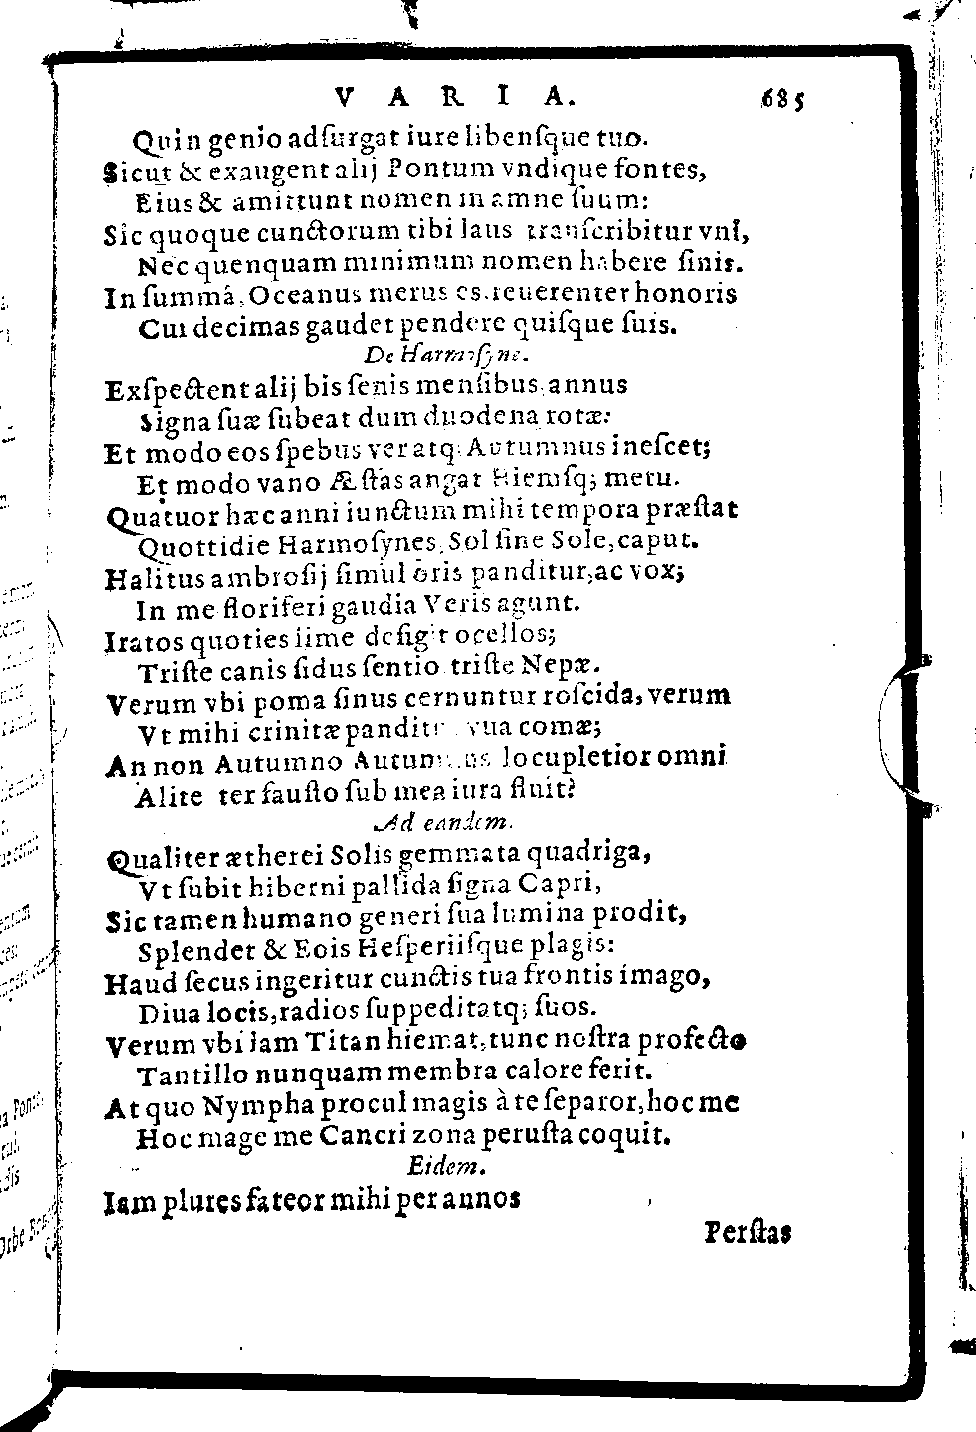 VARIA. 685
Quin genio adſurgat iure libenſque tuo.
Sicut & exaugent alij Pontum vndique fontes,
Eius & amittunt nomen in amne ſuum:
Sic quoque cunctorum tibi laus tranſcribitur vni,
Nec quenquam minimum nomen habere ſinis.
In ſummâ, Oceanus merus es reuerenter honoris
Cui decimas gaudet pendere quiſque ſuis.
De Harmoſyne.
Exſpectent alij bis ſenis menſibus annus
Signa ſuæ ſubeat dum duodena rotæ:
Et modo eos ſpebus ver atq; Autumnus ineſcet;
Et modo vano Æſtas angat Hiemſq; metu.
Quatuor hæc anni iunctum mihi tempora præſtat
Quottidie Harmoſynes, Sol ſine Sole, caput.
Halitus ambroſij ſimul oris panditur, ac vox;
In me floriferi gaudia Veris agunt.
Iratos quoties iime defigit ocellos;
Triſte canis ſidus ſentio triſte Nepæ.
Verum vbi poma ſinus cernuntur roſcida, verum
Vt mihi crinitæ panditur vua comæ;
An non Autumno Autumnus locupletior omni
Alite ter fauſto ſub mea iura fluit?
Ad eandem.
Qualiter ætherei Solis gemmata quadriga,
Vt ſubit hiberni pallida ſigna Capri,
Sic tamen humano generi ſua lumina prodit,
Splendet & Eois Heſperiiſque plagis:
Haud ſecus ingeritur cunctis tua frontis imago,
Diua locis, radios ſuppeditatq; ſuos.
Verum vbi iam Titan hiemat, tunc noſtra profecto
Tantillo nunquam membra calore ferit.
At quo Nympha procul magis à te ſeparor, hoc me
Hoc mage me Cancri zona peruſta coquit.
Eidem.
Iam plures fateor mihi per annos
Perſtas